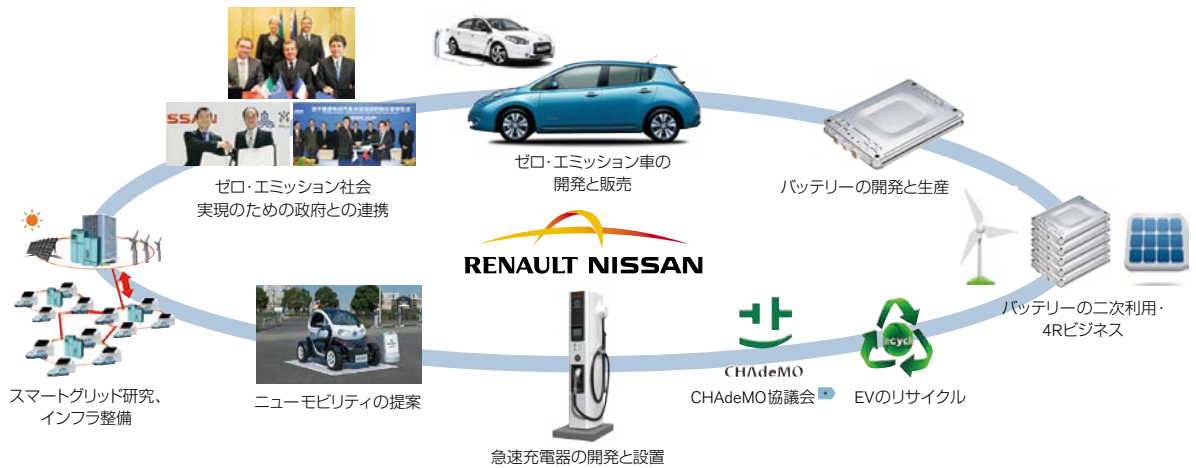 ゼロ・エミッション社会
実現のための政府との連携
ゼロ・エミッション車の
開発と販売
バッテリーの開発と生産
バッテリーの二次利用・
4Rビジネス
RENAULT NISSAN
スマートグリッド研究、
インフラ整備
ニューモビリティの提案
急速充電器の開発と設置
CHAdeMO
CHAdeMO協議会
EVのリサイクル